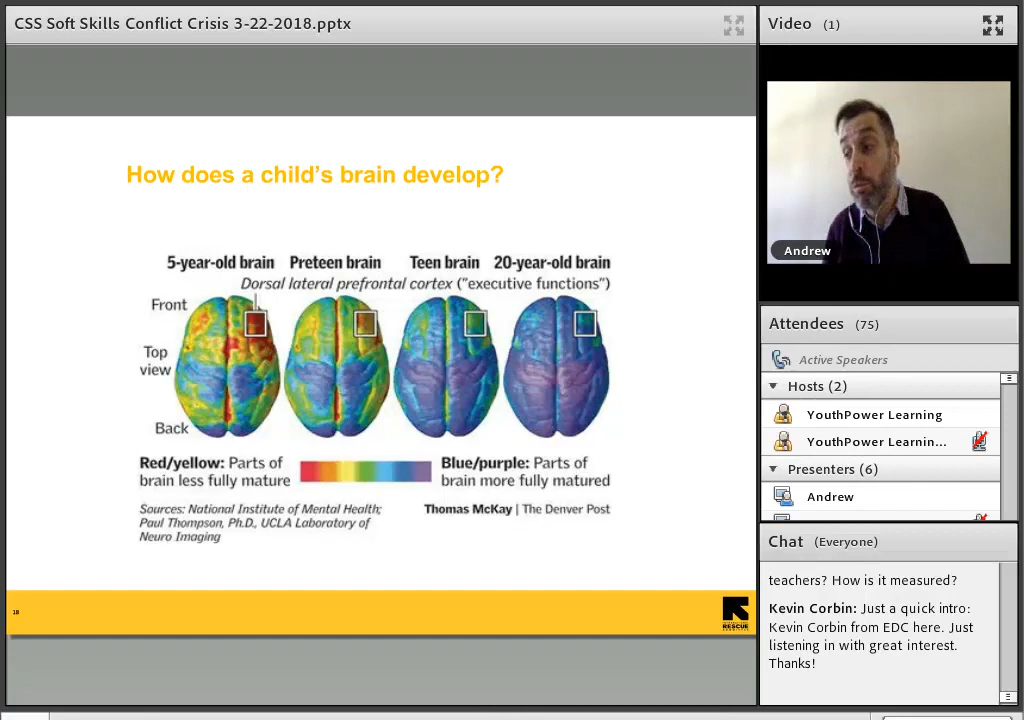 CSS Soft Skills Conflict Crisis 3-22-2018.pptx
How does a child's brain develop?
5-year-old brain Preteen brain Teen brain 20-year-old brain
Dorsal lateral prefrontal cortex ("executive functions")
Front
Top
view
Back
Red/yellow: Parts of
brain less fully mature
Blue/purple: Parts of
brain more fully matured
Sources: National Institute of Mental Health;
Paul Thompson, Ph.D., UCLA Laboratory of
Neuro Imaging
Thomas McKay | The Denver Post
18
RESCUE
Video (1)
Andrew
Attendees (75)
Active Speakers
Hosts (2)
YouthPower Learning
YouthPower Learnin...
Presenters (6)
Andrew
Chat (Everyone)
teachers? How is it measured?
Kevin Corbin: Just a quick intro:
Kevin Corbin from EDC here. Just
listening in with great interest.
Thanks!